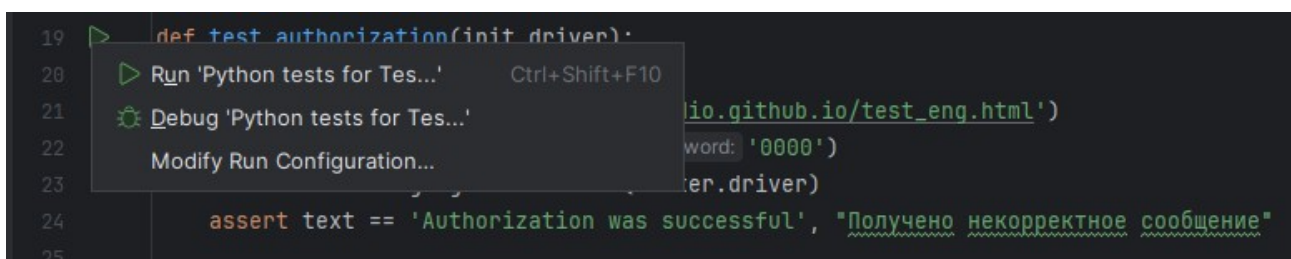 19 def test_authorization(init_driver):
20 Run 'Python tests for Tes...' Ctrl+Shift+F10
21 Debug 'Python tests for Tes...' dio.github.io/test_eng.html')
22 Modify Run Configuration... word: '0000')
23 ter.driver)
24 assert text == 'Authorization was successful', "Получено некорректное сообщение"
25